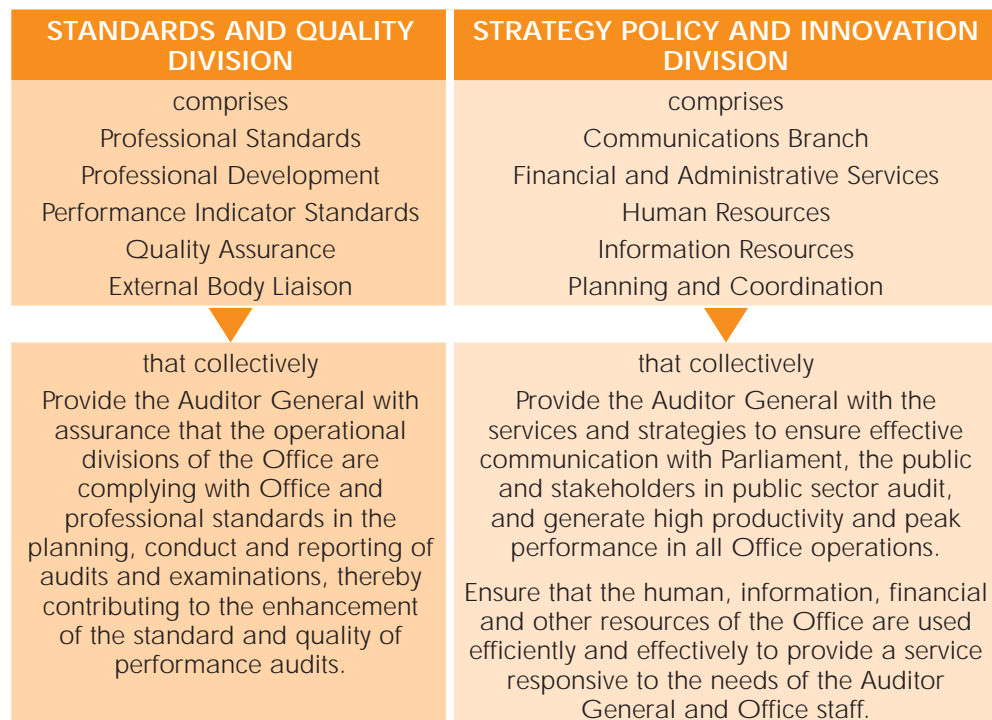 STANDARDS AND QUALITY
DIVISION
comprises
Professional Standards
Professional Development
Performance Indicator Standards
Quality Assurance
External Body Liaison
that collectively
Provide the Auditor General with
assurance that the operational
divisions of the Office are
complying with Office and
professional standards in the
planning, conduct and reporting of
audits and examinations, thereby
contributing to the enhancement
of the standard and quality of
performance audits.
STRATEGY POLICY AND INNOVATION
DIVISION
comprises
Communications Branch
Financial and Administrative Services
Human Resources
Information Resources
Planning and Coordination
that collectively
Provide the Auditor General with the
services and strategies to ensure effective
communication with Parliament, the public
and stakeholders in public sector audit,
and generate high productivity and peak
performance in all Office operations.
Ensure that the human, information, financial
and other resources of the Office are used
efficiently and effectively to provide a service
responsive to the needs of the Auditor
General and Office staff.